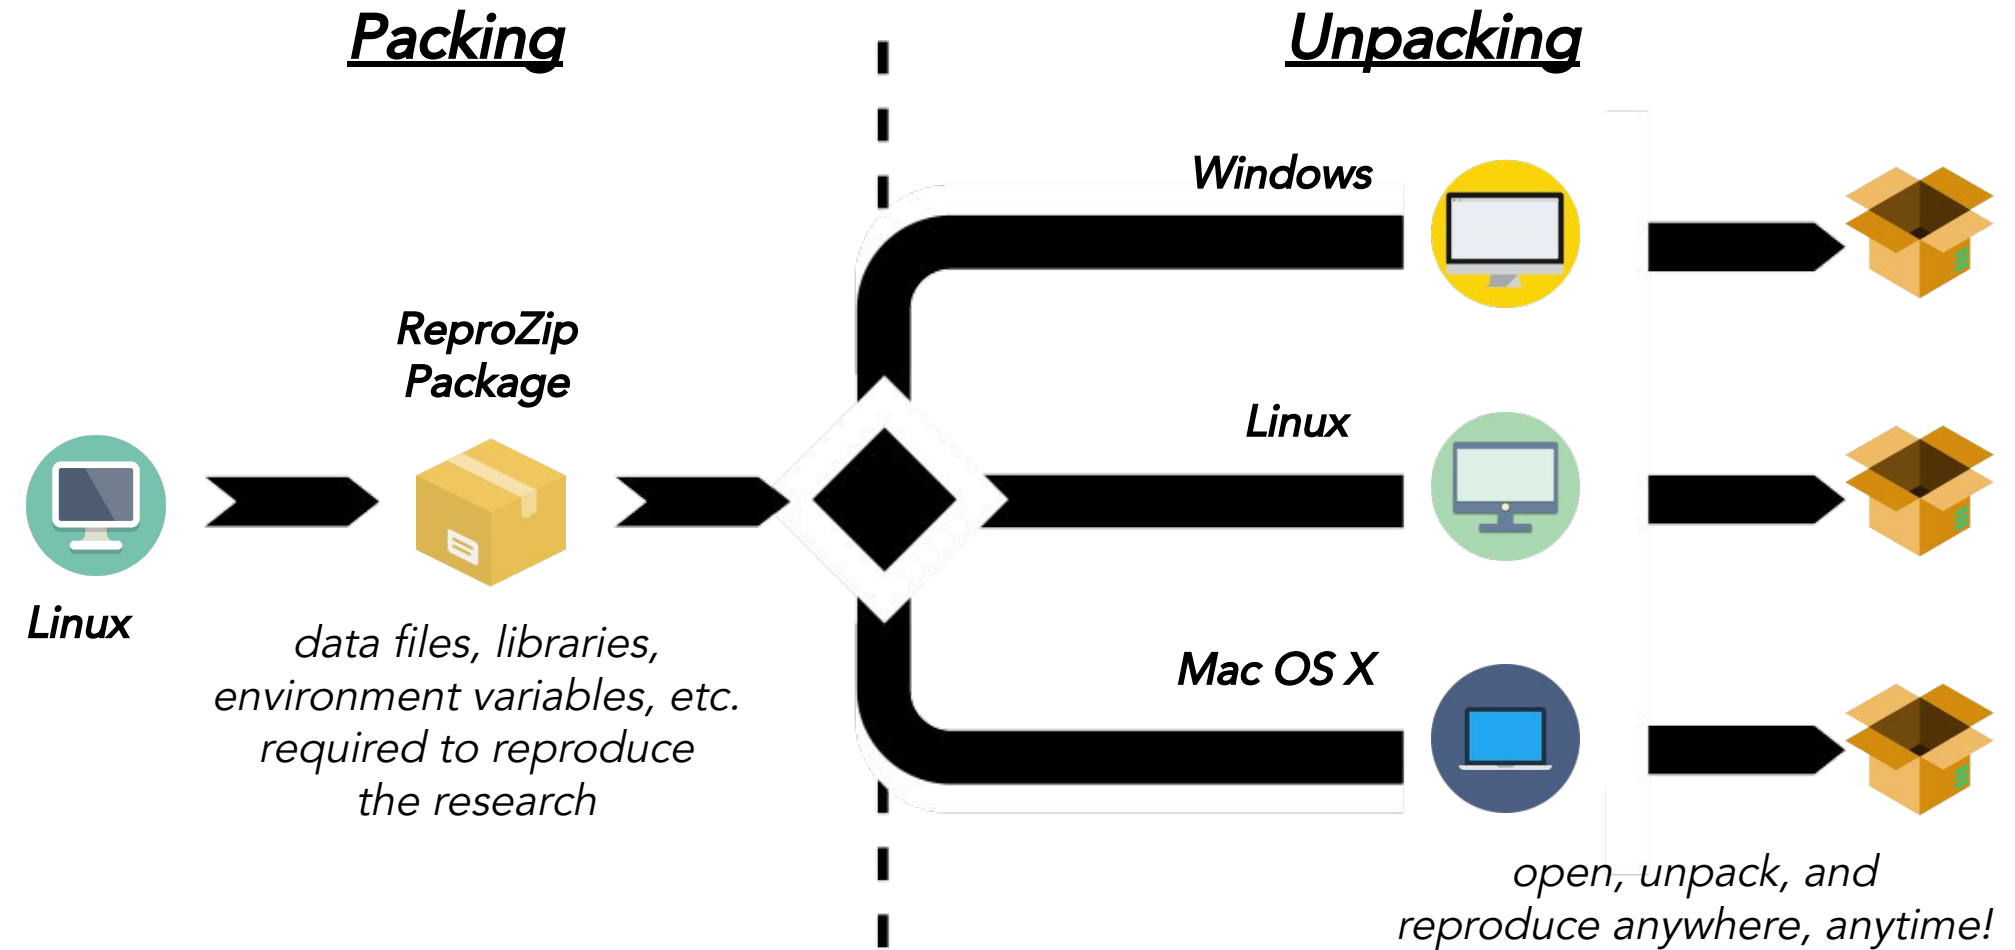 Packing
Unpacking
Windows
ReproZip
Package
Linux
Linux
data files, libraries,
environment variables, etc.
required to reproduce
the research
Mac OS X
open, unpack, and
reproduce anywhere, anytime!